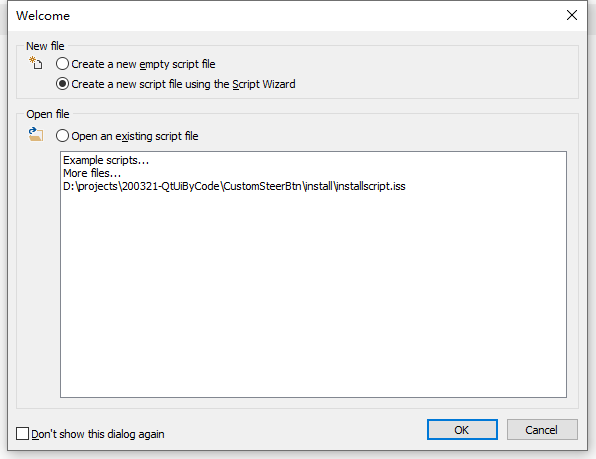 Welcome
New file
Create a new empty script file
Create a new script file using the Script Wizard
Open file
Open an existing script file
Example scripts...
More files...
D:\projects\200321-QtUiByCode\CustomSteerBtn\install\installscript.iss
Don't show this dialog again
OK
Cancel